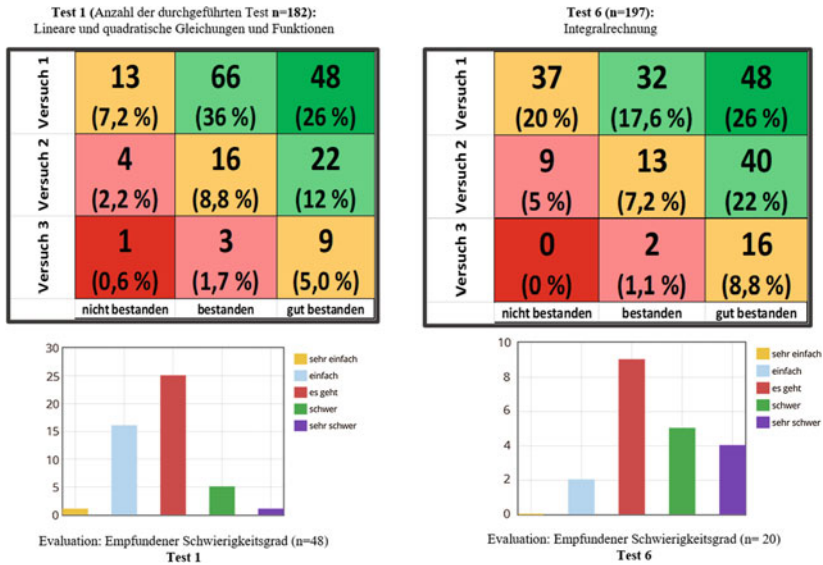 Test 1 (Anzahl der durchgeführten Test n=182):
Lineare und quadratische Gleichungen und Funktionen
Versuch 1
13
(7,2 %)
66
(36 %)
48
(26 %)
Versuch 2
4
(2,2 %)
16
(8,8 %)
22
(12 %)
Versuch 3
1
(0,6 %)
3
(1,7 %)
9
(5,0 %)
nicht bestanden
bestanden
gut bestanden
30
25
20
15
10
5
0
sehr einfach
einfach
es geht
schwer
sehr schwer
Evaluation: Empfundener Schwierigkeitsgrad (n=48)
Test 1
Test 6 (n=197):
Integralrechnung
Versuch 1
37
(20 %)
32
(17,6 %)
48
(26 %)
Versuch 2
9
(5 %)
13
(7,2 %)
40
(22 %)
Versuch 3
0
(0 %)
2
(1,1 %)
16
(8,8 %)
nicht bestanden
bestanden
gut bestanden
10
8
6
4
2
0
sehr einfach
einfach
es geht
schwer
sehr schwer
Evaluation: Empfundener Schwierigkeitsgrad (n= 20)
Test 6